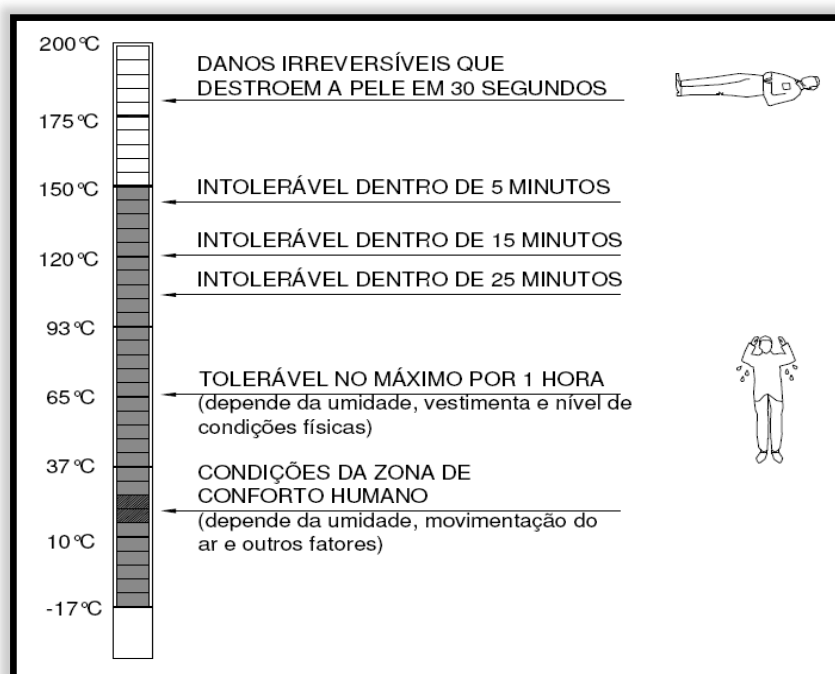 200°C
DANOS IRREVERSÍVEIS QUE
DESTROEM A PELE EM 30 SEGUNDOS
175°C
150°C
INTOLERÁVEL DENTRO DE 5 MINUTOS
INTOLERÁVEL DENTRO DE 15 MINUTOS
120°C
INTOLERÁVEL DENTRO DE 25 MINUTOS
93°C
TOLERÁVEL NO MÁXIMO POR 1 HORA
65°C
(depende da umidade, vestimenta e nível de
condições físicas)
37°C
CONDIÇÕES DA ZONA DE
CONFORTO HUMANO
(depende da umidade, movimentação do
10°C
ar e outros fatores)
-17°C